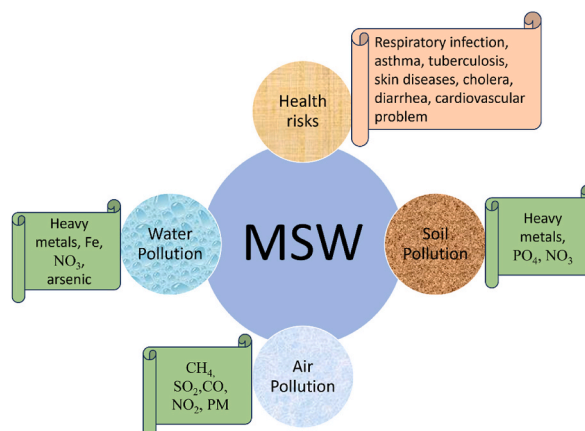 Health
risks
Respiratory infection,
asthma, tuberculosis,
skin diseases, cholera,
diarrhea, cardiovascular
problem
MSW
Water
Pollution
Heavy
metals, Fe,
NO₃,
arsenic
Soil
Pollution
Heavy
metals,
PO₄, NO₃
Air
Pollution
CH₄,
SO₂,CO,
NO₂, PM